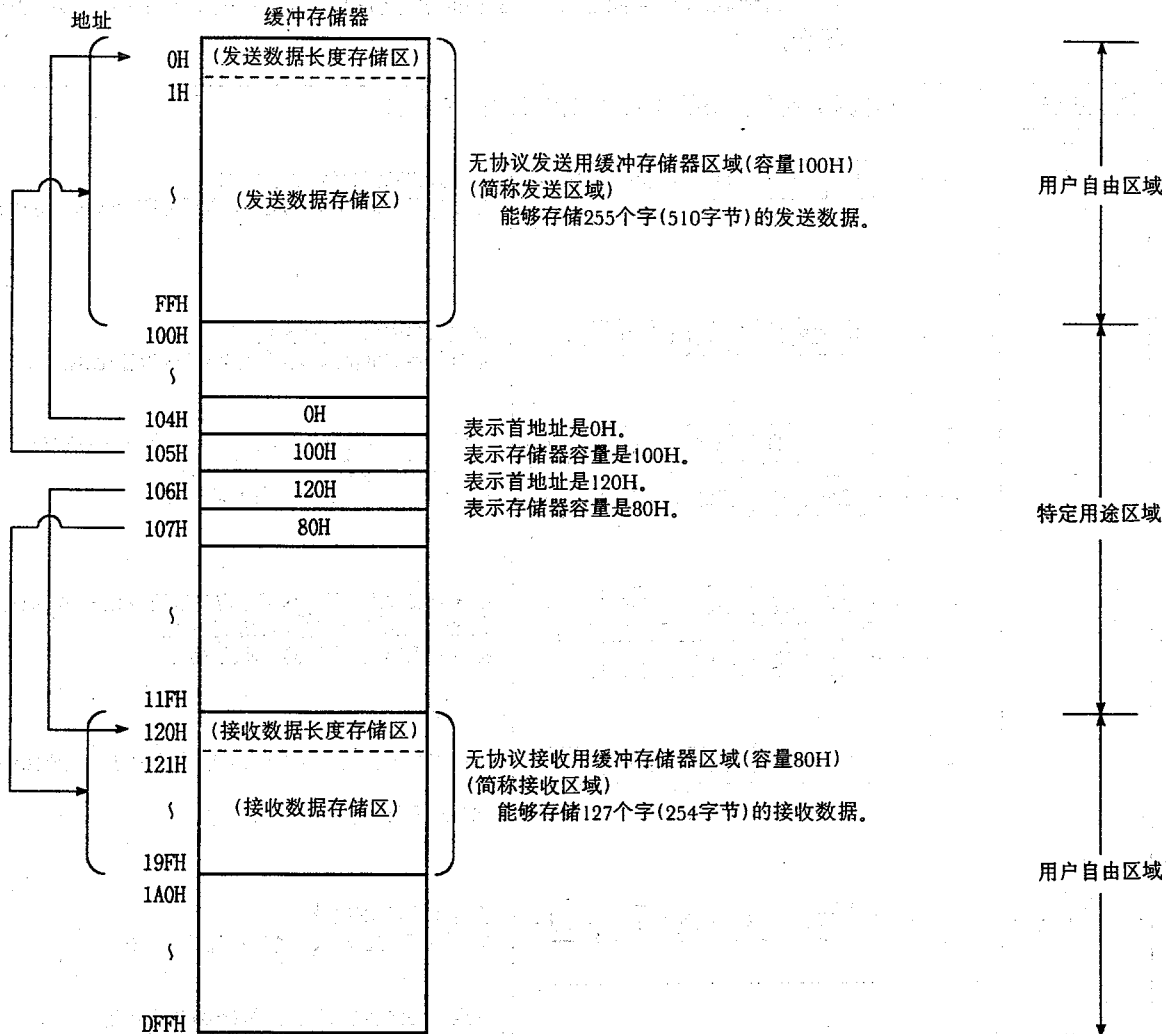 地址
缓冲存储器
0H
(发送数据长度存储区)
1H
∫
(发送数据存储区)
无协议发送用缓冲存储器区域(容量100H)
(简称发送区域)
能够存储255个字(510字节)的发送数据。
用户自由区域
FFH
100H
∫
104H
0H
表示首地址是0H。
105H
100H
表示存储器容量是100H。
106H
120H
表示首地址是120H。
107H
80H
表示存储器容量是80H。
特定用途区域
∫
11FH
120H
(接收数据长度存储区)
121H
∫
(接收数据存储区)
无协议接收用缓冲存储器区域(容量80H)
(简称接收区域)
能够存储127个字(254字节)的接收数据。
19FH
用户自由区域
1A0H
∫
DFFH